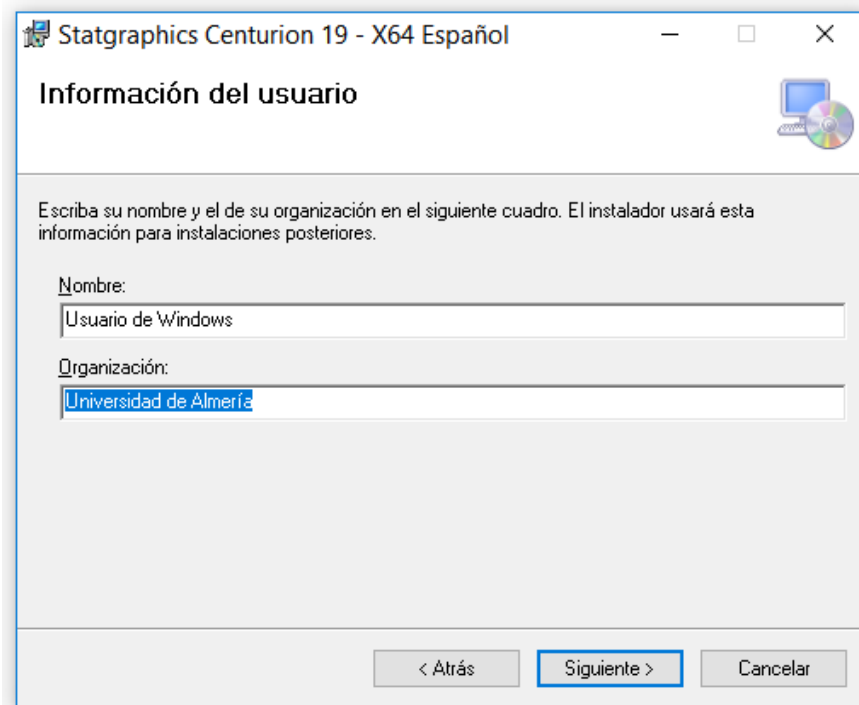 Statgraphics Centurion 19 - X64 Español
Información del usuario
Escriba su nombre y el de su organización en el siguiente cuadro. El instalador usará esta
información para instalaciones posteriores.
Nombre:
Usuario de Windows
Organización:
Universidad de Almería
< Atrás
Siguiente >
Cancelar